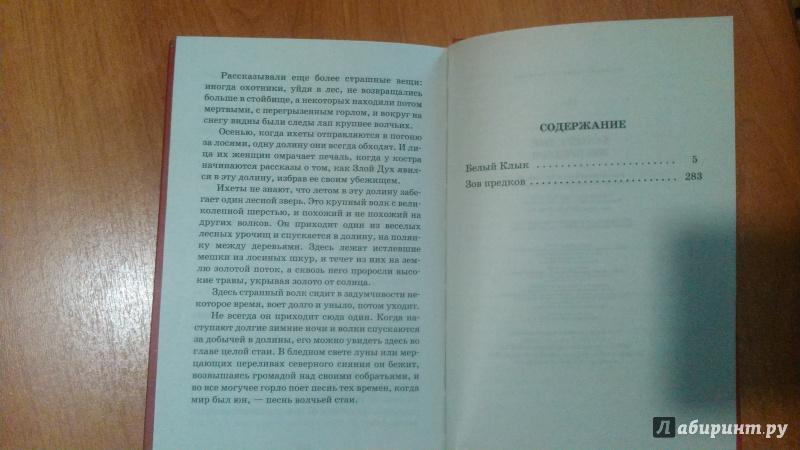 Рассказывали еще более страшные вещи:
иногда охотники, уйдя в лес, не возвращались
больше в стойбище, а некоторых находили потом
мертвыми, с перегрызенным горлом, и вокруг на
снегу видны были следы лап крупнее волчьих.
Осенью, когда ихеты отправляются в погоню
за лосями, одну долину они всегда обходят. И ли-
ца их женщин омрачает печаль, когда у костра
начинаются рассказы о том, как Злой Дух явил-
ся в эту долину, избрав ее своим убежищем.
Ихеты не знают, что летом в эту долину забе-
гает один лесной зверь. Это крупный волк с вели-
колепной шерстью, и похожий и не похожий на
других волков. Он приходит один из веселых
лесных урочищ и спускается в долину, на полян-
ку между деревьями. Здесь лежат истлевшие
мешки из лосиных шкур, и течет из них на зем-
лю золотой поток, а сквозь него проросли высо-
кие травы, укрывая золото от солнца.
Здесь странный волк сидит в задумчивости не-
которое время, воет долго и уныло, потом уходит.
Не всегда он приходит сюда один. Когда на-
ступают долгие зимние ночи и волки спускаются
за добычей в долины, его можно увидеть здесь во
главе целой стаи. В бледном свете луны или мер-
цающих переливах северного сияния он бежит,
возвышаясь громадой над своими собратьями, и
во все могучее горло поет песнь тех времен, когда
мир был юн, — песнь волчьей стаи.
СОДЕРЖАНИЕ
Белый Клык . . . . . . . . . . . . . . . . . . . . . . . 5
Зов предков . . . . . . . . . . . . . . . . . . . . . . . 283
Лабиринт.ру